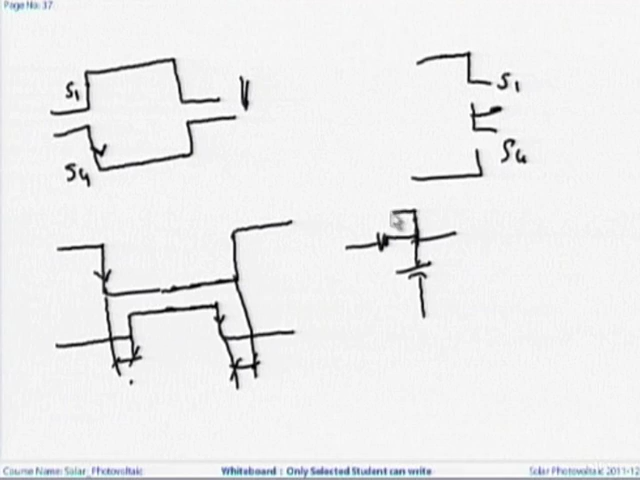 Page No: 37
S1
S4
S1
S4
Course Name: Solar_Photovoltaic
Whiteboard : Only Selected Student can write
Solar Photovoltaic 2011-12